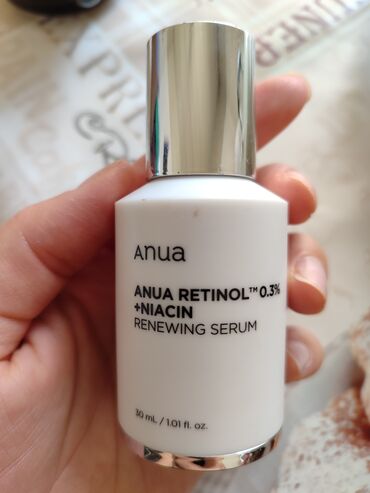 Anua
ANUA RETINOL™ 0.3%
+NIACIN
RENEWING SERUM
30 mL / 1.01 fl. oz.